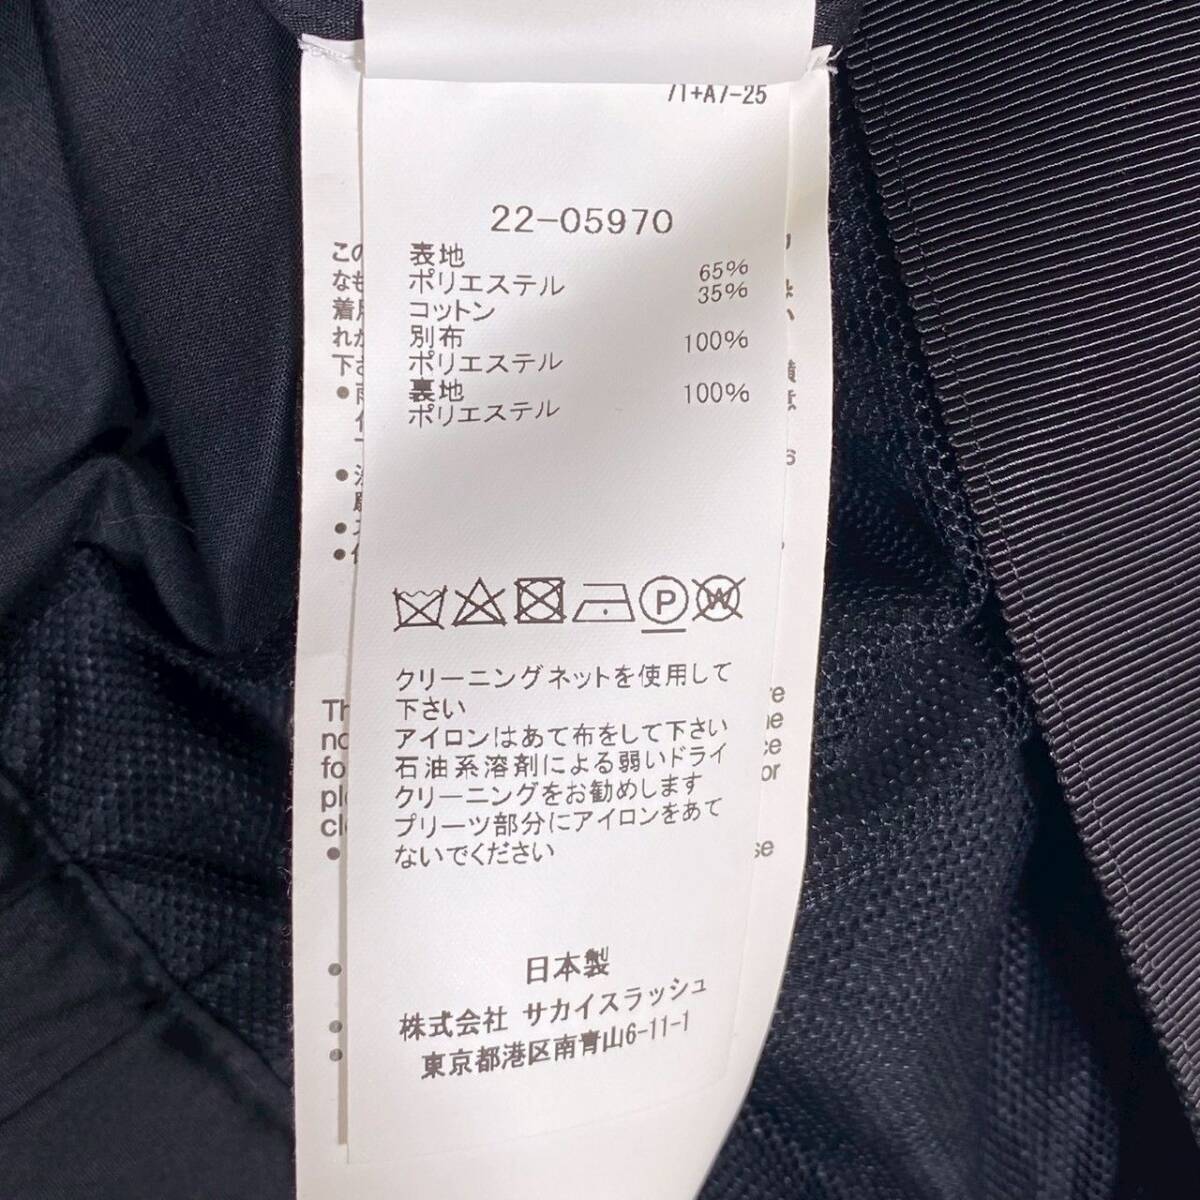 71+A7-25
22-05970
表地
ポリエステル 65%
コットン 35%
別布
ポリエステル 100%
裏地
ポリエステル 100%
P W
クリーニングネットを使用して
下さい
アイロンはあて布をして下さい
石油系溶剤による弱いドライ
クリーニングをお勧めします
プリーツ部分にアイロンをあて
ないでください
日本製
株式会社 サカイスラッシュ
東京都港区南青山6-11-1